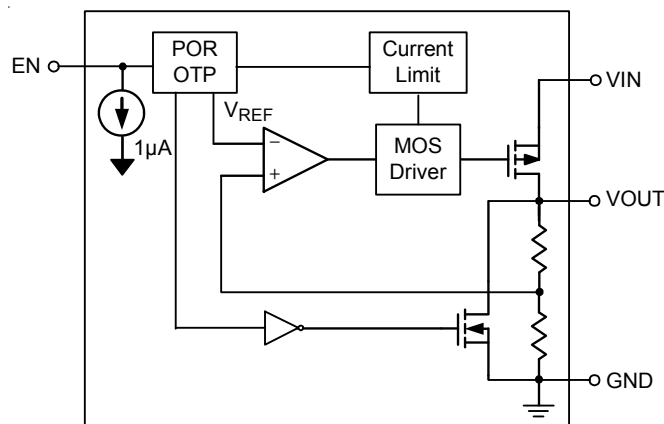 POR
OTP
Current
Limit
EN
VIN
VREF
1µA
−
+
MOS
Driver
VOUT
GND